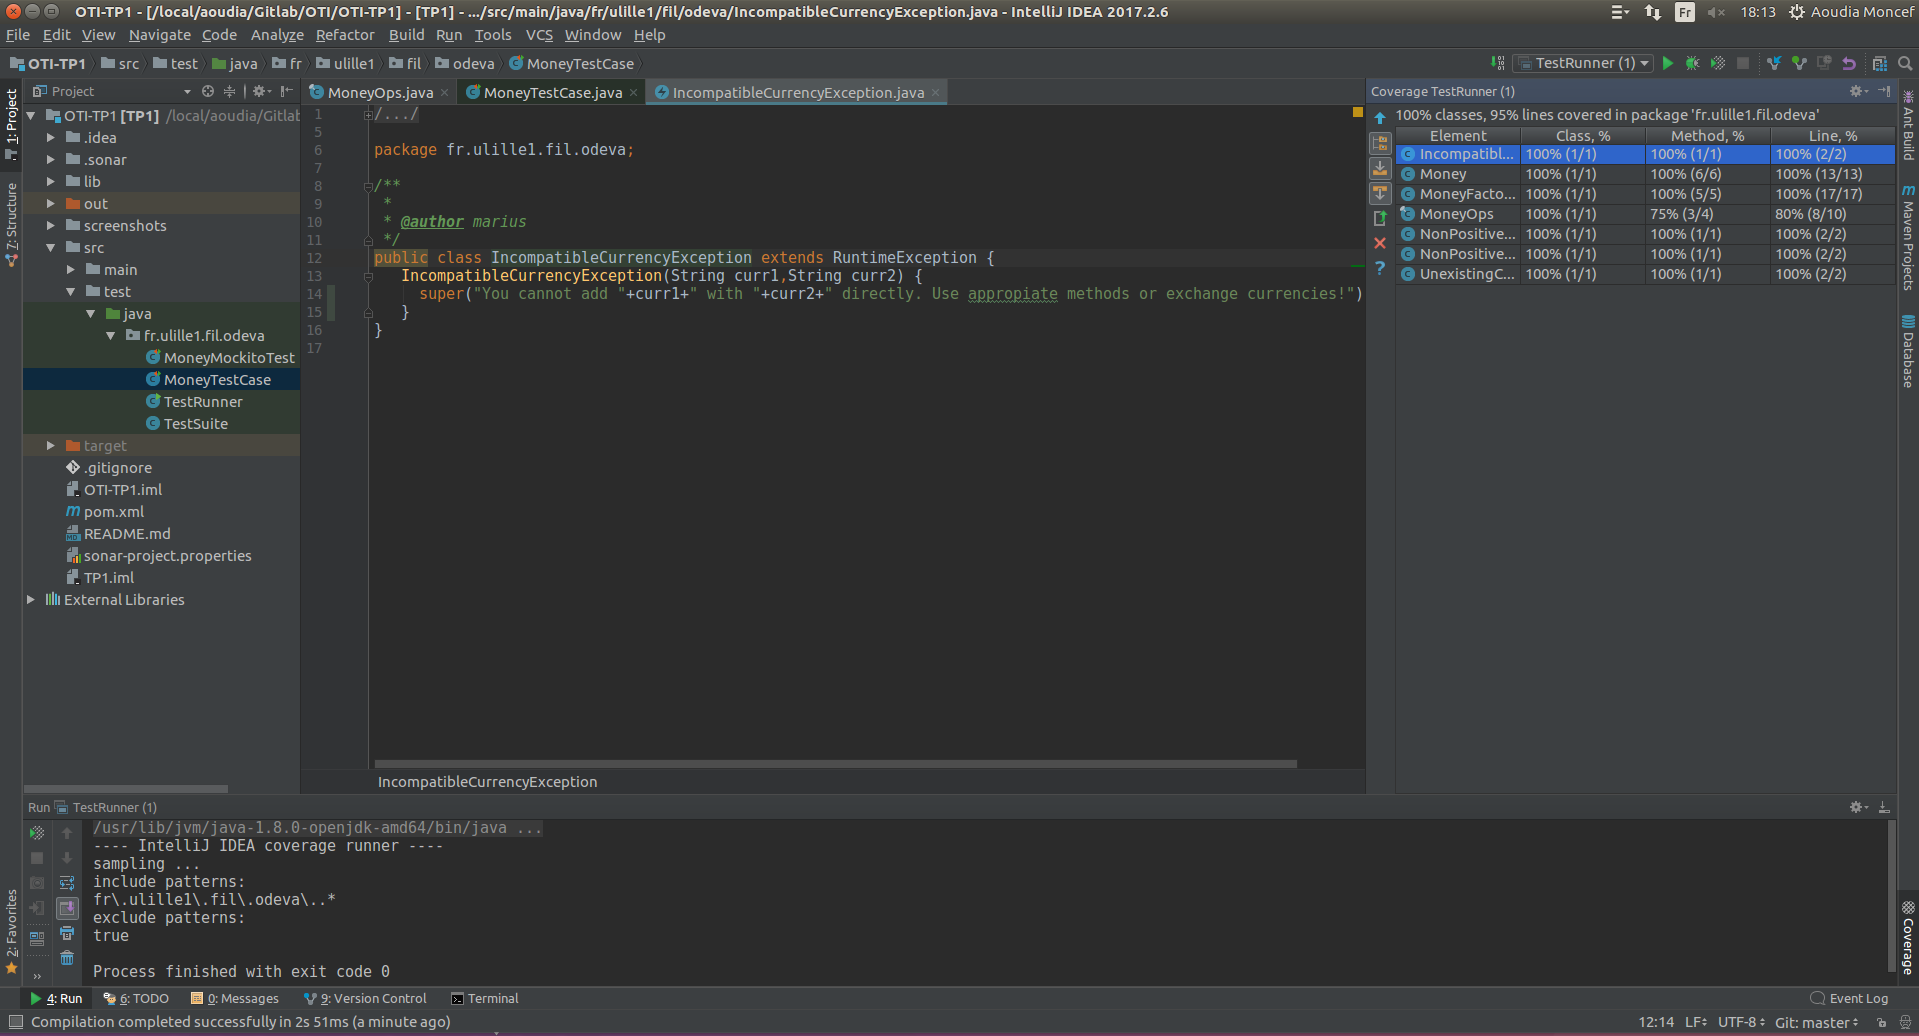 OTI-TP1 - [/local/aoudia/Gitlab/OTI/OTI-TP1] - [TP1] - .../src/main/java/fr/ulille1/fil/odeva/IncompatibleCurrencyException.java - IntelliJ IDEA 2017.2.6
Fr 18:13 Aoudia Moncef
File Edit View Navigate Code Analyze Refactor Build Run Tools VCS Window Help
OTI-TP1 src test java fr ulille1 fil odeva MoneyTestCase
TestRunner (1)
1: Project
7: Structure
2: Favorites
Project
OTI-TP1 [TP1] /local/aoudia/Gitlab
.idea
.sonar
lib
out
screenshots
src
main
test
java
fr.ulille1.fil.odeva
MoneyMockitoTest
MoneyTestCase
TestRunner
TestSuite
target
.gitignore
OTI-TP1.iml
pom.xml
README.md
sonar-project.properties
TP1.iml
External Libraries
MoneyOps.java MoneyTestCase.java IncompatibleCurrencyException.java
1 /.../
5
6 package fr.ulille1.fil.odeva;
7
8 /**
9 *
10 * @author marius
11 */
12 public class IncompatibleCurrencyException extends RuntimeException {
13 IncompatibleCurrencyException(String curr1,String curr2) {
14 super("You cannot add "+curr1+" with "+curr2+" directly. Use appropiate methods or exchange currencies!")
15 }
16 }
17
IncompatibleCurrencyException
Coverage TestRunner (1)
100% classes, 95% lines covered in package 'fr.ulille1.fil.odeva'
Element Class, % Method, % Line, %
Incompatibl... 100% (1/1) 100% (1/1) 100% (2/2)
Money 100% (1/1) 100% (6/6) 100% (13/13)
MoneyFacto... 100% (1/1) 100% (5/5) 100% (17/17)
MoneyOps 100% (1/1) 75% (3/4) 80% (8/10)
NonPositive... 100% (1/1) 100% (1/1) 100% (2/2)
NonPositive... 100% (1/1) 100% (1/1) 100% (2/2)
UnexistingC... 100% (1/1) 100% (1/1) 100% (2/2)
Ant Build
Maven Projects
Database
Coverage
Run TestRunner (1)
/usr/lib/jvm/java-1.8.0-openjdk-amd64/bin/java ...
---- IntelliJ IDEA coverage runner ----
sampling ...
include patterns:
fr\.ulille1\.fil\.odeva\..*
exclude patterns:
true
Process finished with exit code 0
4: Run 6: TODO 0: Messages 9: Version Control Terminal Event Log
Compilation completed successfully in 2s 51ms (a minute ago) 12:14 LF UTF-8 Git: master